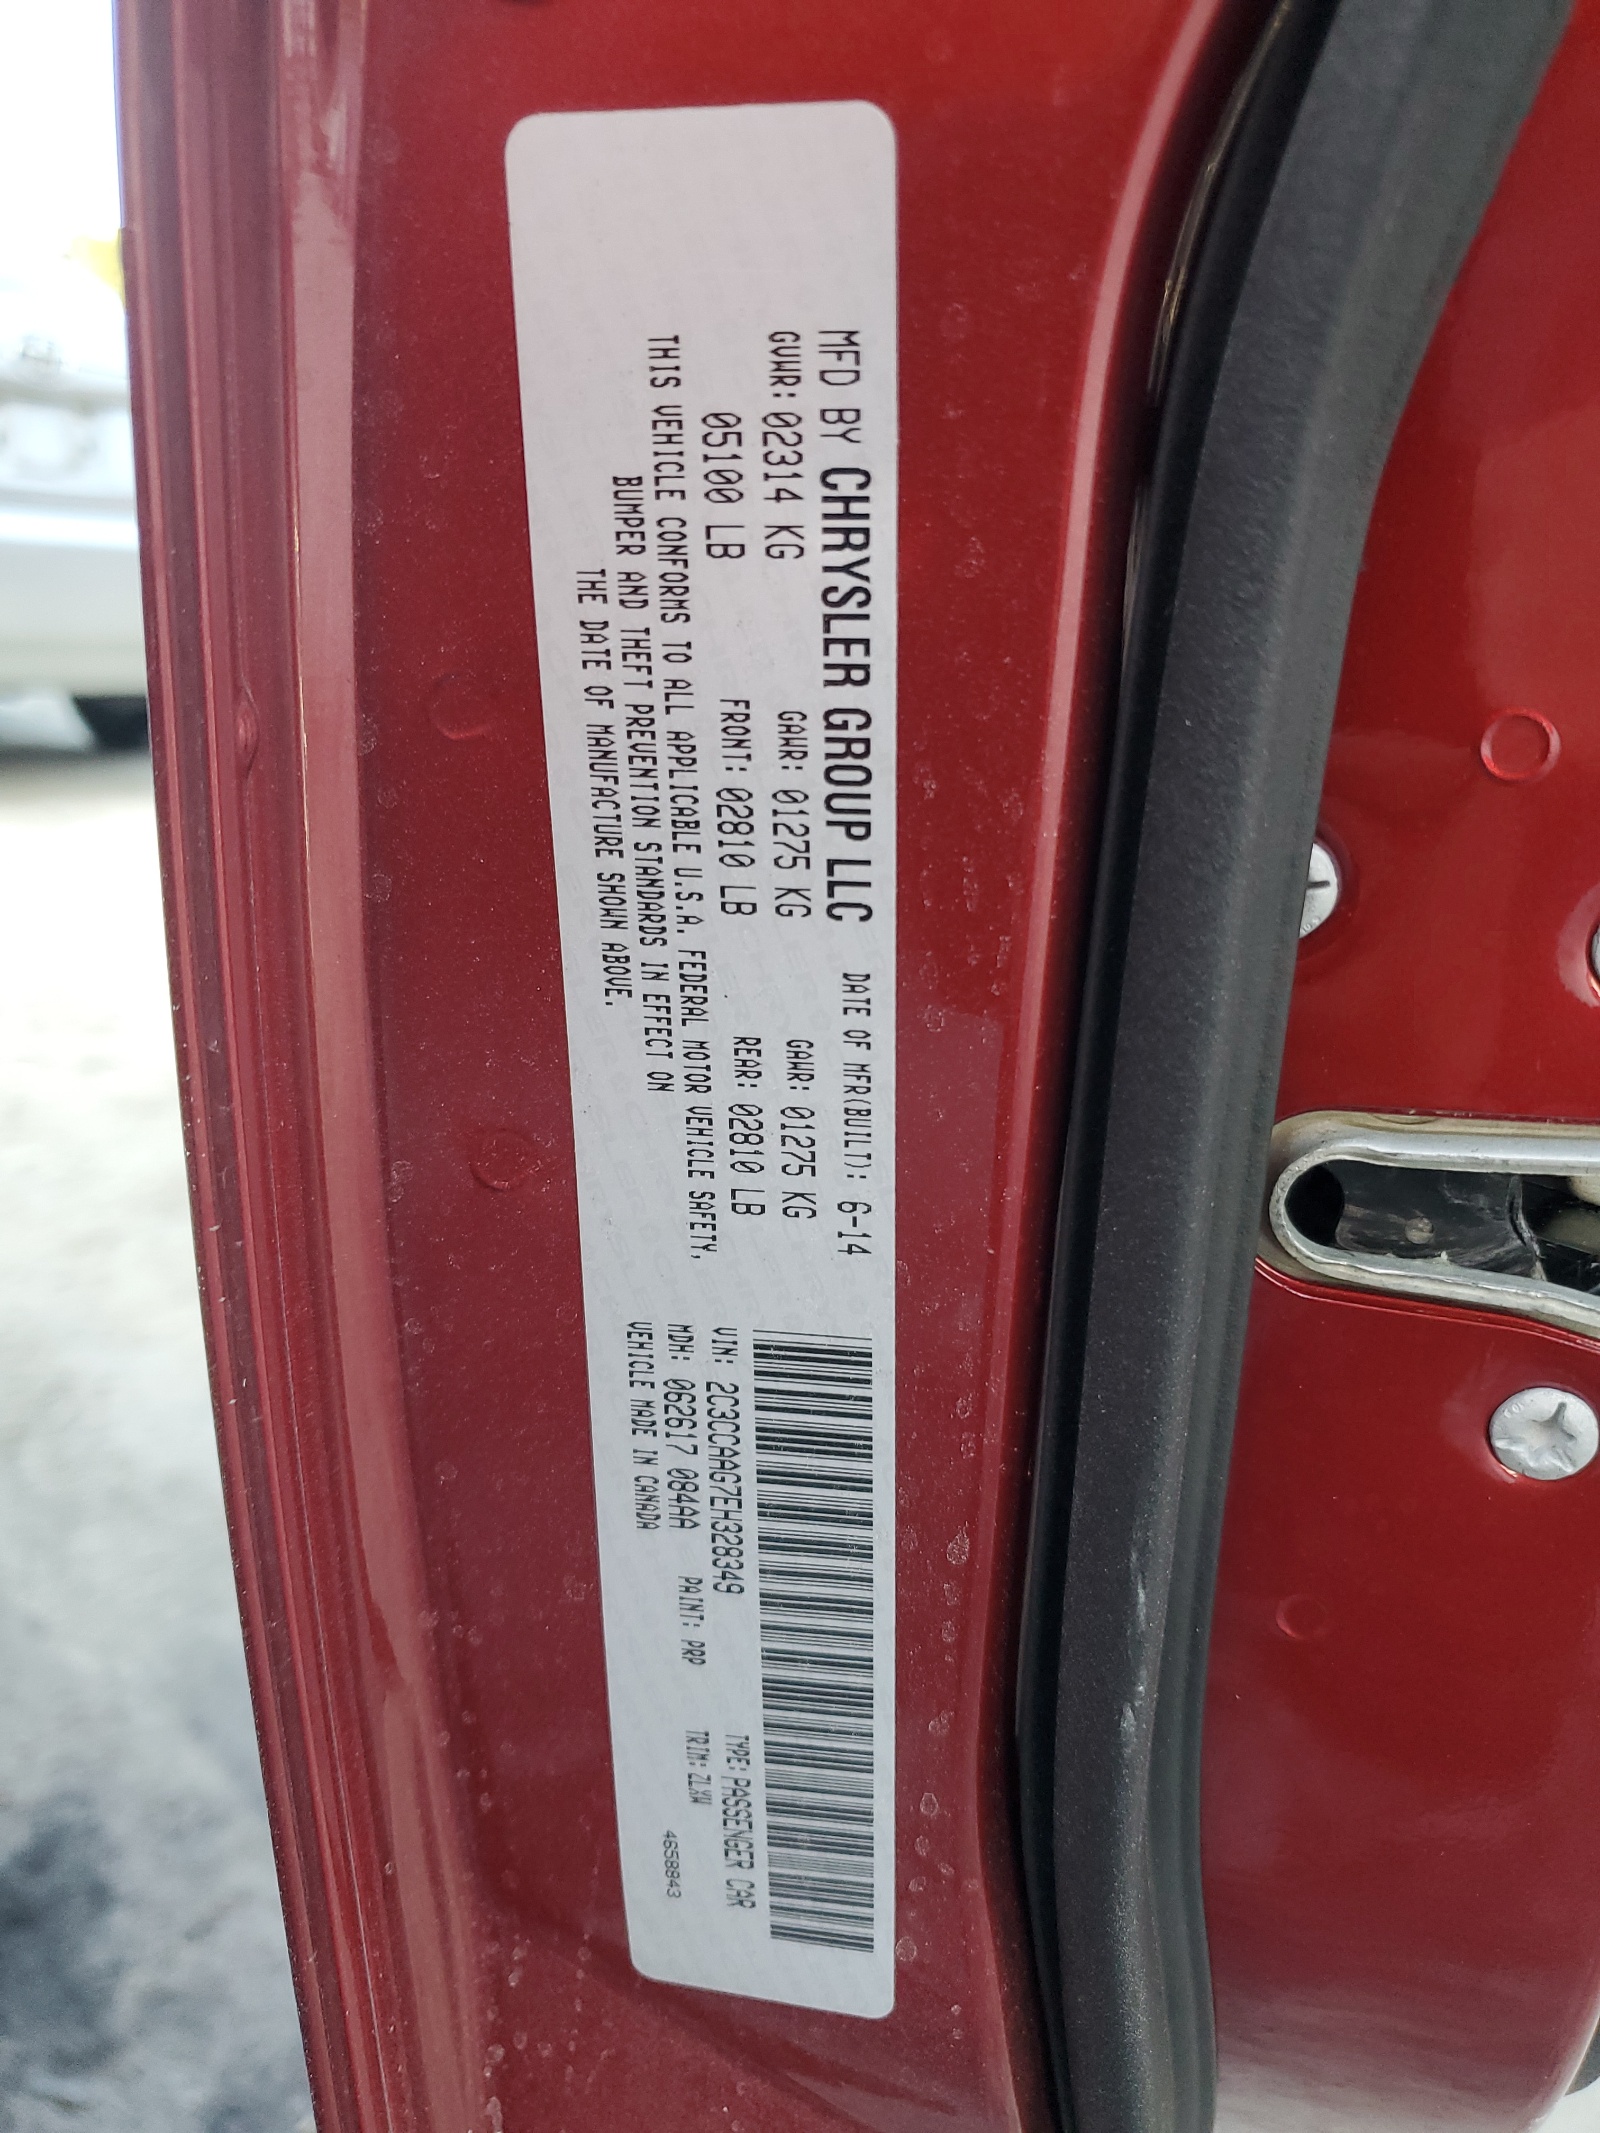 MFD BY CHRYSLER GROUP LLC DATE OF MFR(BUILT): 6-14
GVWR: 02314 KG GAWR: 01275 KG GAWR: 01275 KG
05100 LB FRONT: 02810 LB REAR: 02810 LB
THIS VEHICLE CONFORMS TO ALL APPLICABLE U.S.A. FEDERAL MOTOR VEHICLE SAFETY,
BUMPER AND THEFT PREVENTION STANDARDS IN EFFECT ON
THE DATE OF MANUFACTURE SHOWN ABOVE.
VIN: 2C3CCAAG7EH328349 TYPE: PASSENGER CAR
MDH: 062617 084AA PAINT: PRP TRIM: ZLXW
VEHICLE MADE IN CANADA 4658843